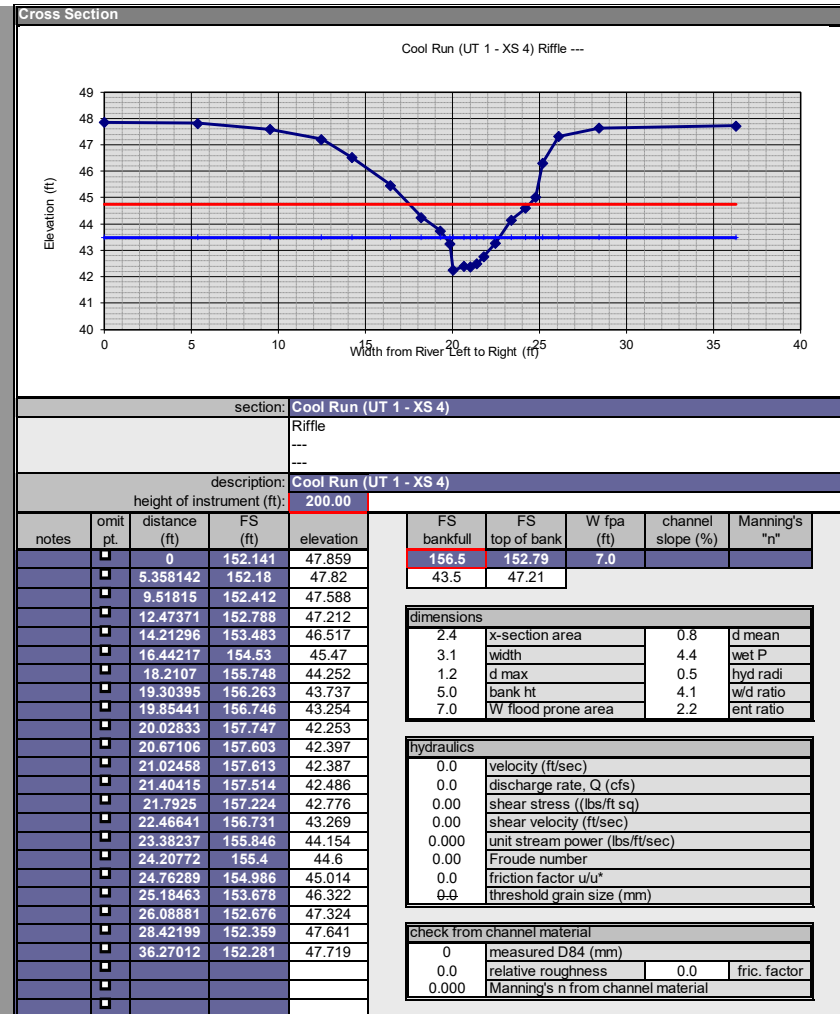 Cross Section
Cool Run (UT 1 - XS 4) Riffle ---
49
48
47
46
45
44
43
42
41
40
Elevation (ft)
0 5 10 15 20 25 30 35 40
Width from River Left to Right (ft)
section: Cool Run (UT 1 - XS 4)
Riffle
---
---
description: Cool Run (UT 1 - XS 4)
height of instrument (ft): 200.00
omit distance FS
notes pt. (ft) (ft) elevation
0 152.141 47.859
5.358142 152.18 47.82
9.51815 152.412 47.588
12.47371 152.788 47.212
14.21296 153.483 46.517
16.44217 154.53 45.47
18.2107 155.748 44.252
19.30395 156.263 43.737
19.85441 156.746 43.254
20.02833 157.747 42.253
20.67106 157.603 42.397
21.02458 157.613 42.387
21.40415 157.514 42.486
21.7925 157.224 42.776
22.46641 156.731 43.269
23.38237 155.846 44.154
24.20772 155.4 44.6
24.76289 154.986 45.014
25.18463 153.678 46.322
26.08881 152.676 47.324
28.42199 152.359 47.641
36.27012 152.281 47.719
FS FS W fpa channel Manning's
bankfull top of bank (ft) slope (%) "n"
156.5 152.79 7.0
43.5 47.21
dimensions
2.4 x-section area 0.8 d mean
3.1 width 4.4 wet P
1.2 d max 0.5 hyd radi
5.0 bank ht 4.1 w/d ratio
7.0 W flood prone area 2.2 ent ratio
hydraulics
0.0 velocity (ft/sec)
0.0 discharge rate, Q (cfs)
0.00 shear stress ((lbs/ft sq)
0.00 shear velocity (ft/sec)
0.000 unit stream power (lbs/ft/sec)
0.00 Froude number
0.0 friction factor u/u*
0.0 threshold grain size (mm)
check from channel material
0 measured D84 (mm)
0.0 relative roughness 0.0 fric. factor
0.000 Manning's n from channel material